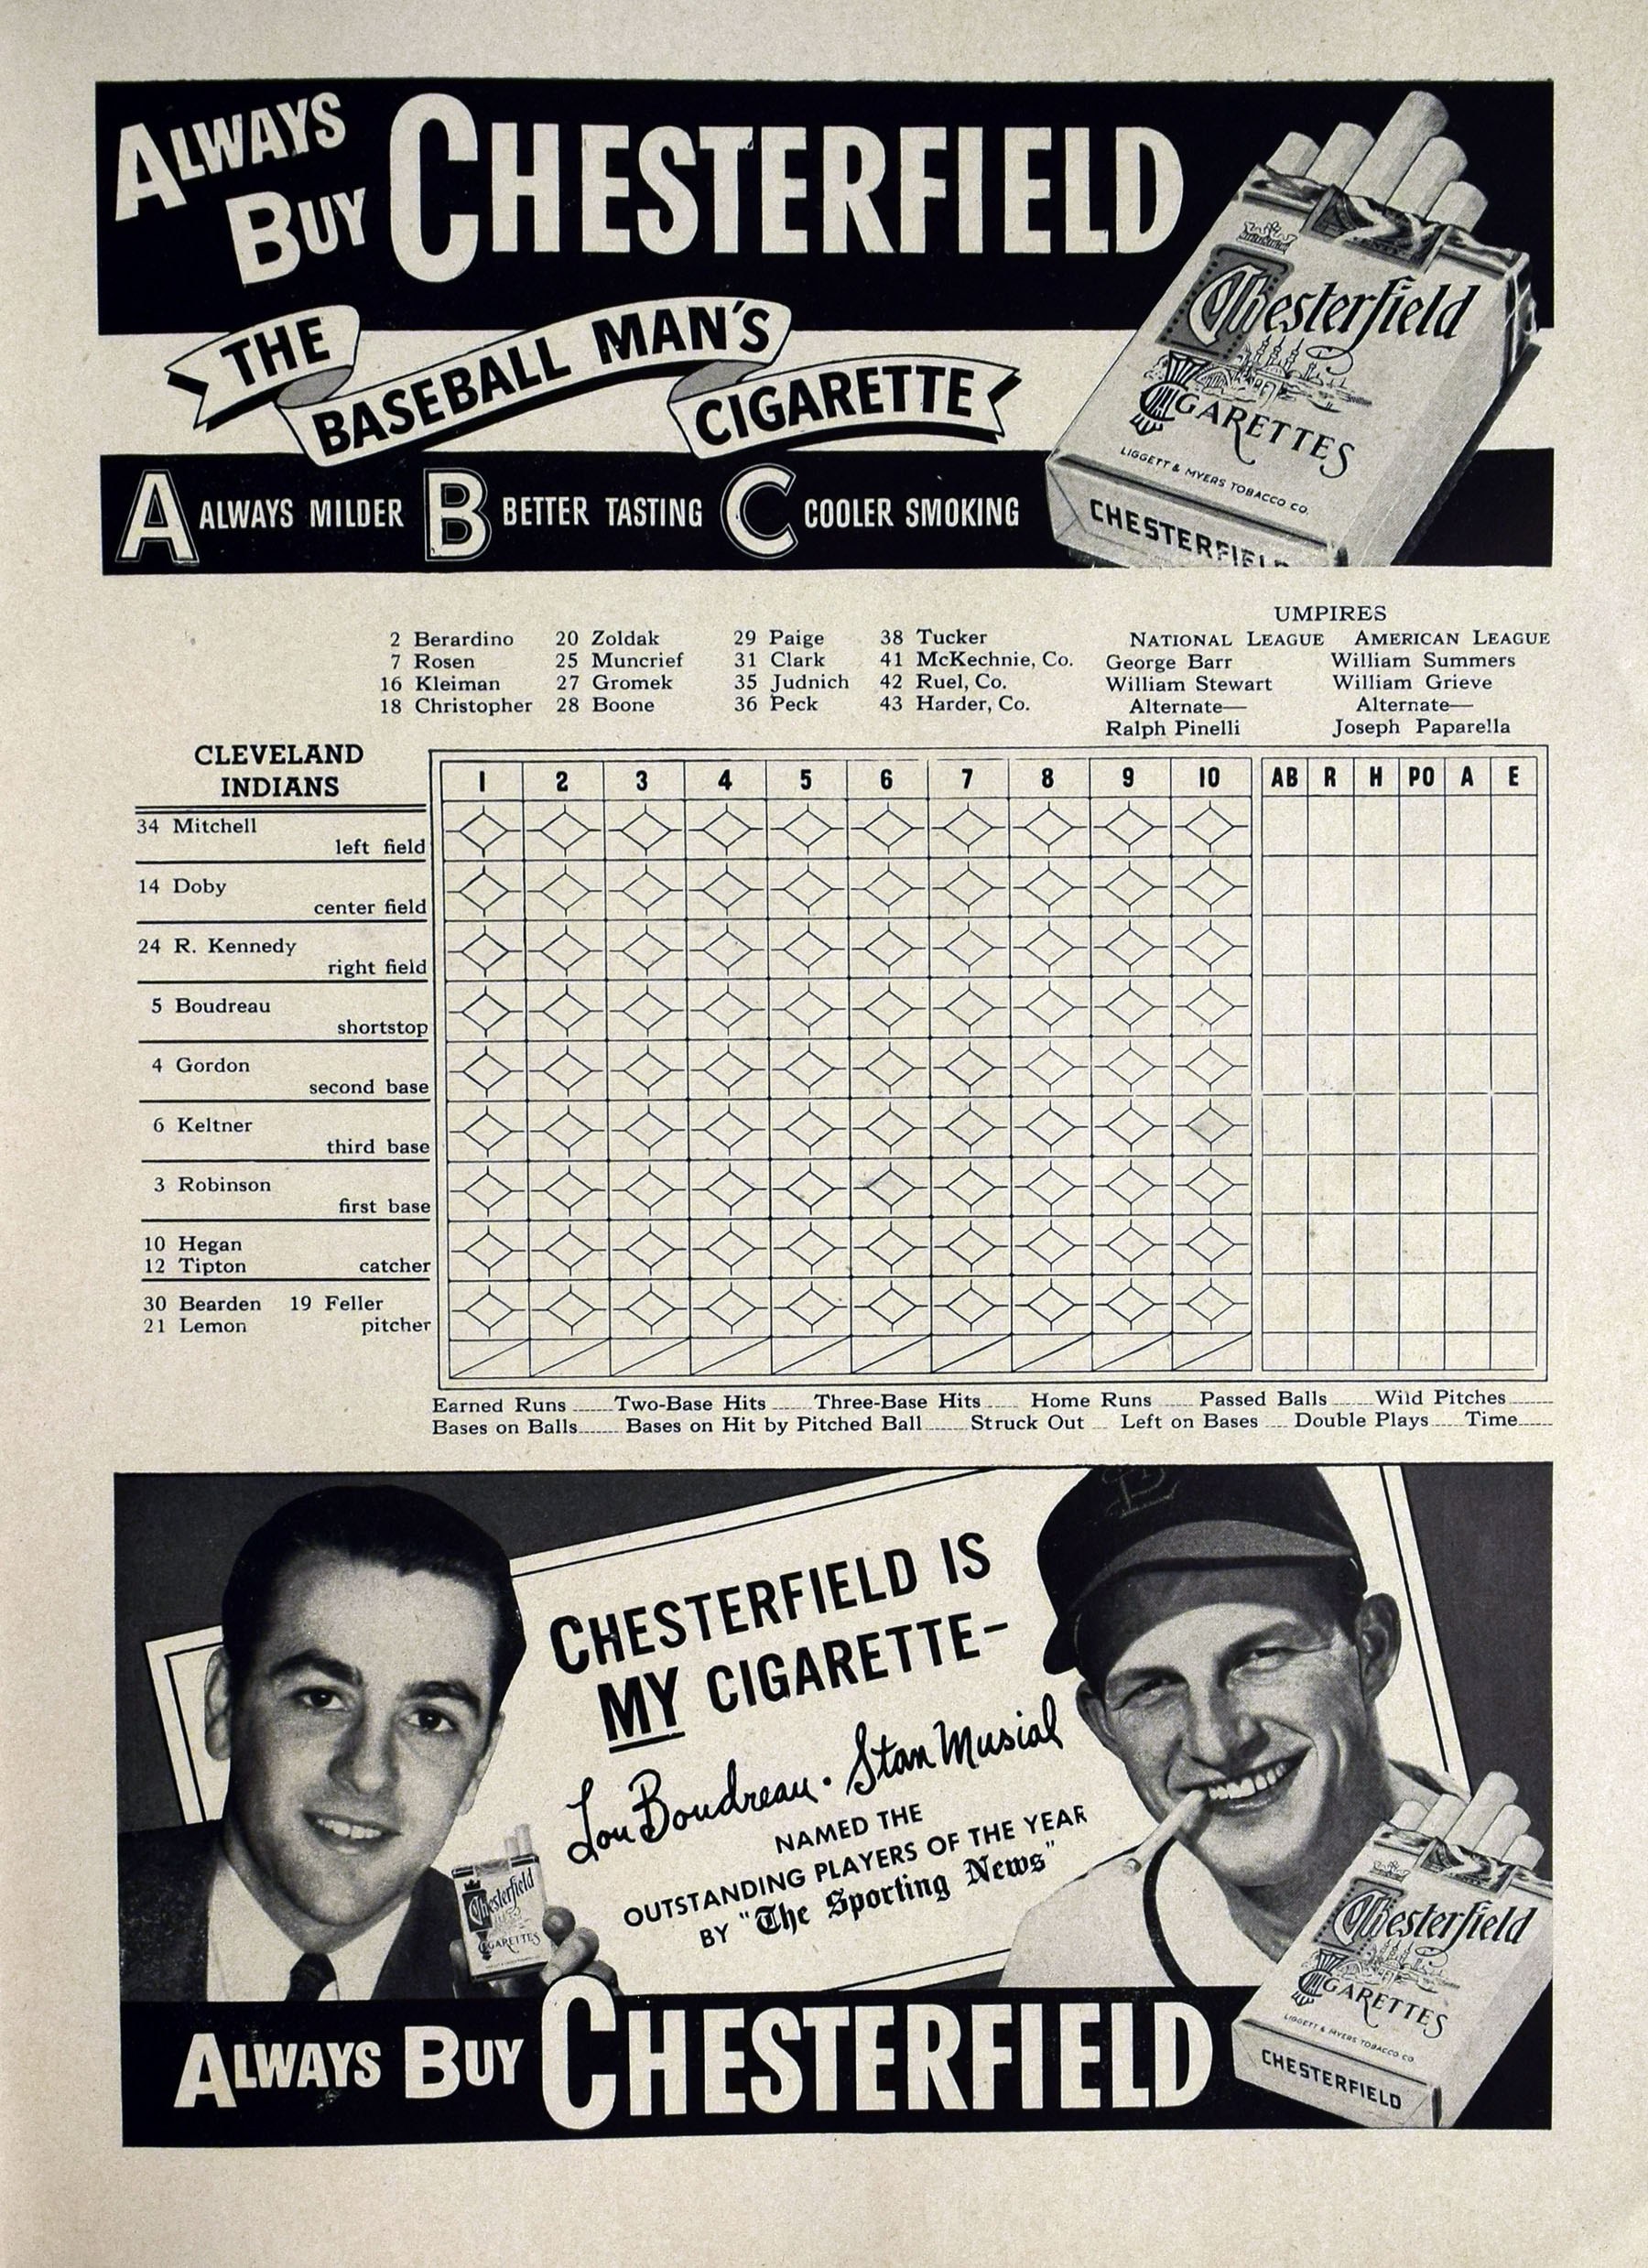 ALWAYS
BUY CHESTERFIELD
THE
BASEBALL MAN'S
CIGARETTE
A ALWAYS MILDER B BETTER TASTING C COOLER SMOKING
Chesterfield
CIGARETTES
LIGGETT & MYERS TOBACCO CO.
CHESTERFIELD
UMPIRES
NATIONAL LEAGUE AMERICAN LEAGUE
George Barr William Summers
William Stewart William Grieve
Alternate— Alternate—
Ralph Pinelli Joseph Paparella
2 Berardino 20 Zoldak 29 Paige 38 Tucker
7 Rosen 25 Muncrief 31 Clark 41 McKechnie, Co.
16 Kleiman 27 Gromek 35 Judnich 42 Ruel, Co.
18 Christopher 28 Boone 36 Peck 43 Harder, Co.
CLEVELAND
INDIANS
1 2 3 4 5 6 7 8 9 10 AB R H PO A E
34 Mitchell
left field
14 Doby
center field
24 R. Kennedy
right field
5 Boudreau
shortstop
4 Gordon
second base
6 Keltner
third base
3 Robinson
first base
10 Hegan
12 Tipton catcher
30 Bearden 19 Feller
21 Lemon pitcher
Earned Runs Two-Base Hits Three-Base Hits Home Runs Passed Balls Wild Pitches
Bases on Balls Bases on Hit by Pitched Ball Struck Out Left on Bases Double Plays Time
CHESTERFIELD IS
MY CIGARETTE-
Lou Boudreau · Stan Musial
NAMED THE
OUTSTANDING PLAYERS OF THE YEAR
BY "The Sporting News"
Chesterfield
CIGARETTES
Chesterfield
CIGARETTES
LIGGETT & MYERS TOBACCO CO.
CHESTERFIELD
ALWAYS BUY CHESTERFIELD